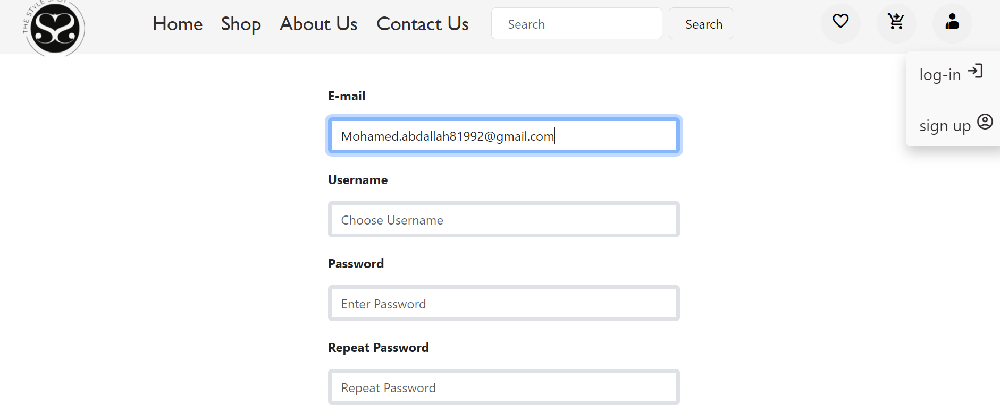 THE STYLE SPOT
Home Shop About Us Contact Us Search Search
log-in
sign up
E-mail
Mohamed.abdallah81992@gmail.com
Username
Choose Username
Password
Enter Password
Repeat Password
Repeat Password